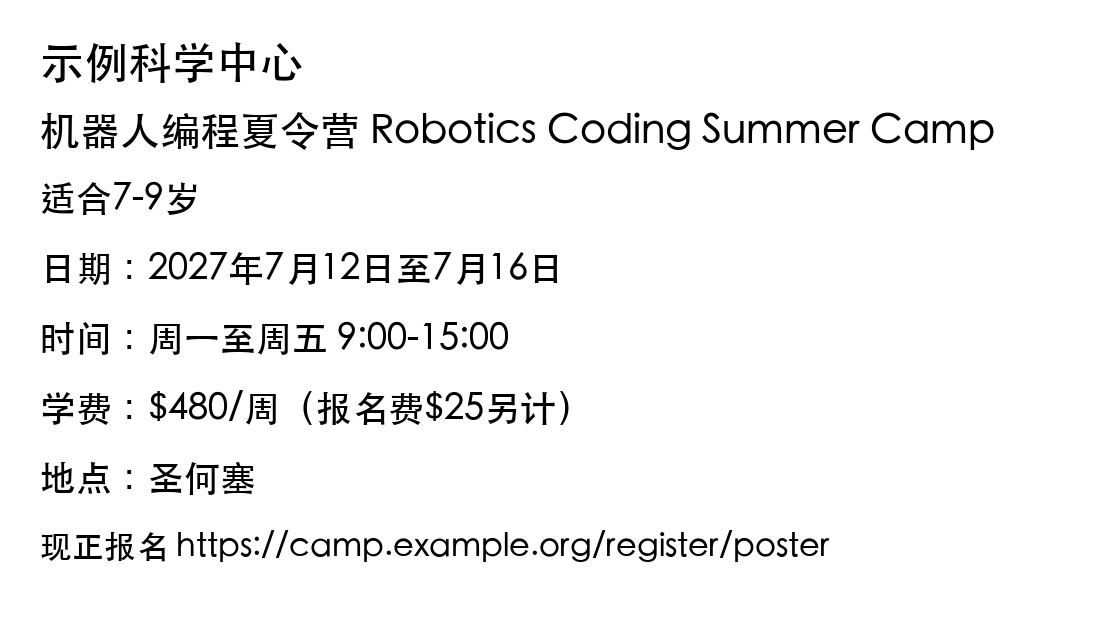 示例科学中心
机器人编程夏令营 Robotics Coding Summer Camp
适合7-9岁
日期：2027年7月12日至7月16日
时间：周一至周五 9:00-15:00
学费：$480/周（报名费$25另计）
地点：圣何塞
现正报名 https://camp.example.org/register/poster